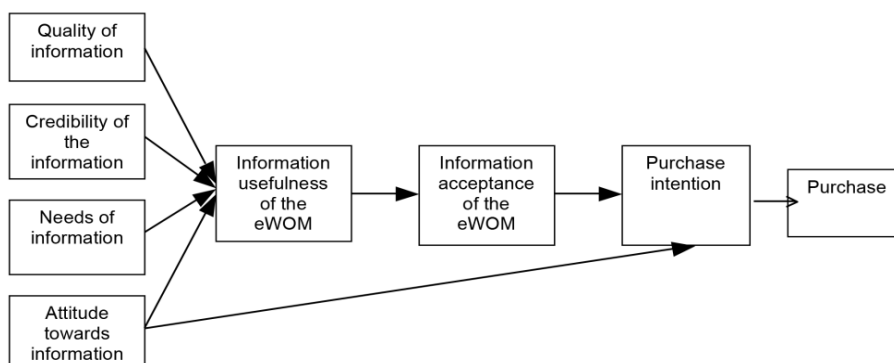 Quality of
information
Credibility of
the
information
Needs of
information
Attitude
towards
information
Information
usefulness
of the
eWOM
Information
acceptance
of the
eWOM
Purchase
intention
Purchase